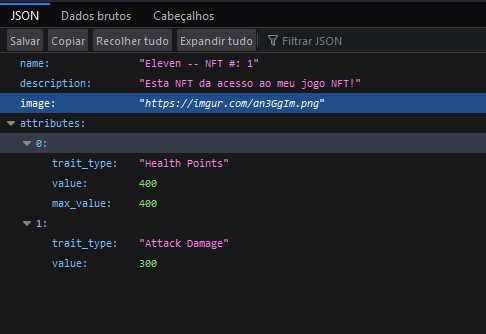 JSON Dados brutos Cabeçalhos
Salvar Copiar Recolher tudo Expandir tudo Filtrar JSON
name: "Eleven -- NFT #: 1"
description: "Esta NFT da acesso ao meu jogo NFT!"
image: "https://imgur.com/an3GgIm.png"
attributes:
0:
trait_type: "Health Points"
value: 400
max_value: 400
1:
trait_type: "Attack Damage"
value: 300